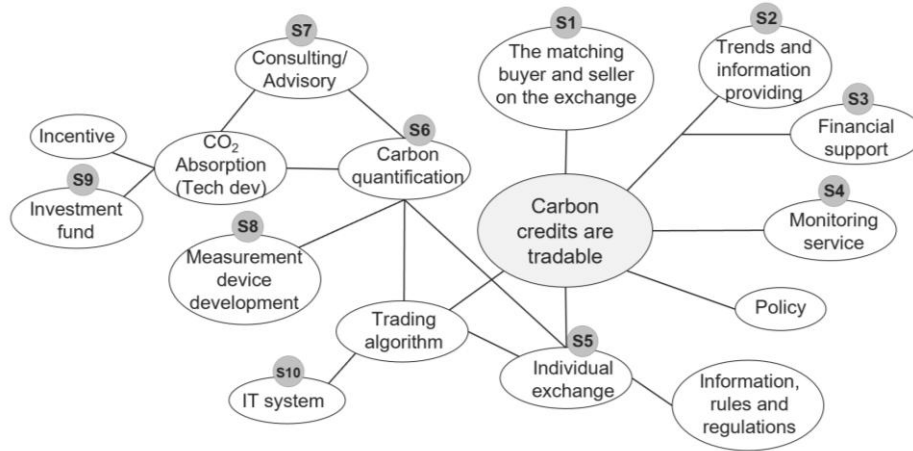 S1
The matching
buyer and seller
on the exchange
S2
Trends and
information
providing
S3
Financial
support
S4
Monitoring
service
Policy
Information,
rules and
regulations
S5
Individual
exchange
Carbon
credits are
tradable
S7
Consulting/
Advisory
S6
Carbon
quantification
CO₂
Absorption
(Tech dev)
Incentive
S9
Investment
fund
S8
Measurement
device
development
Trading
algorithm
S10
IT system